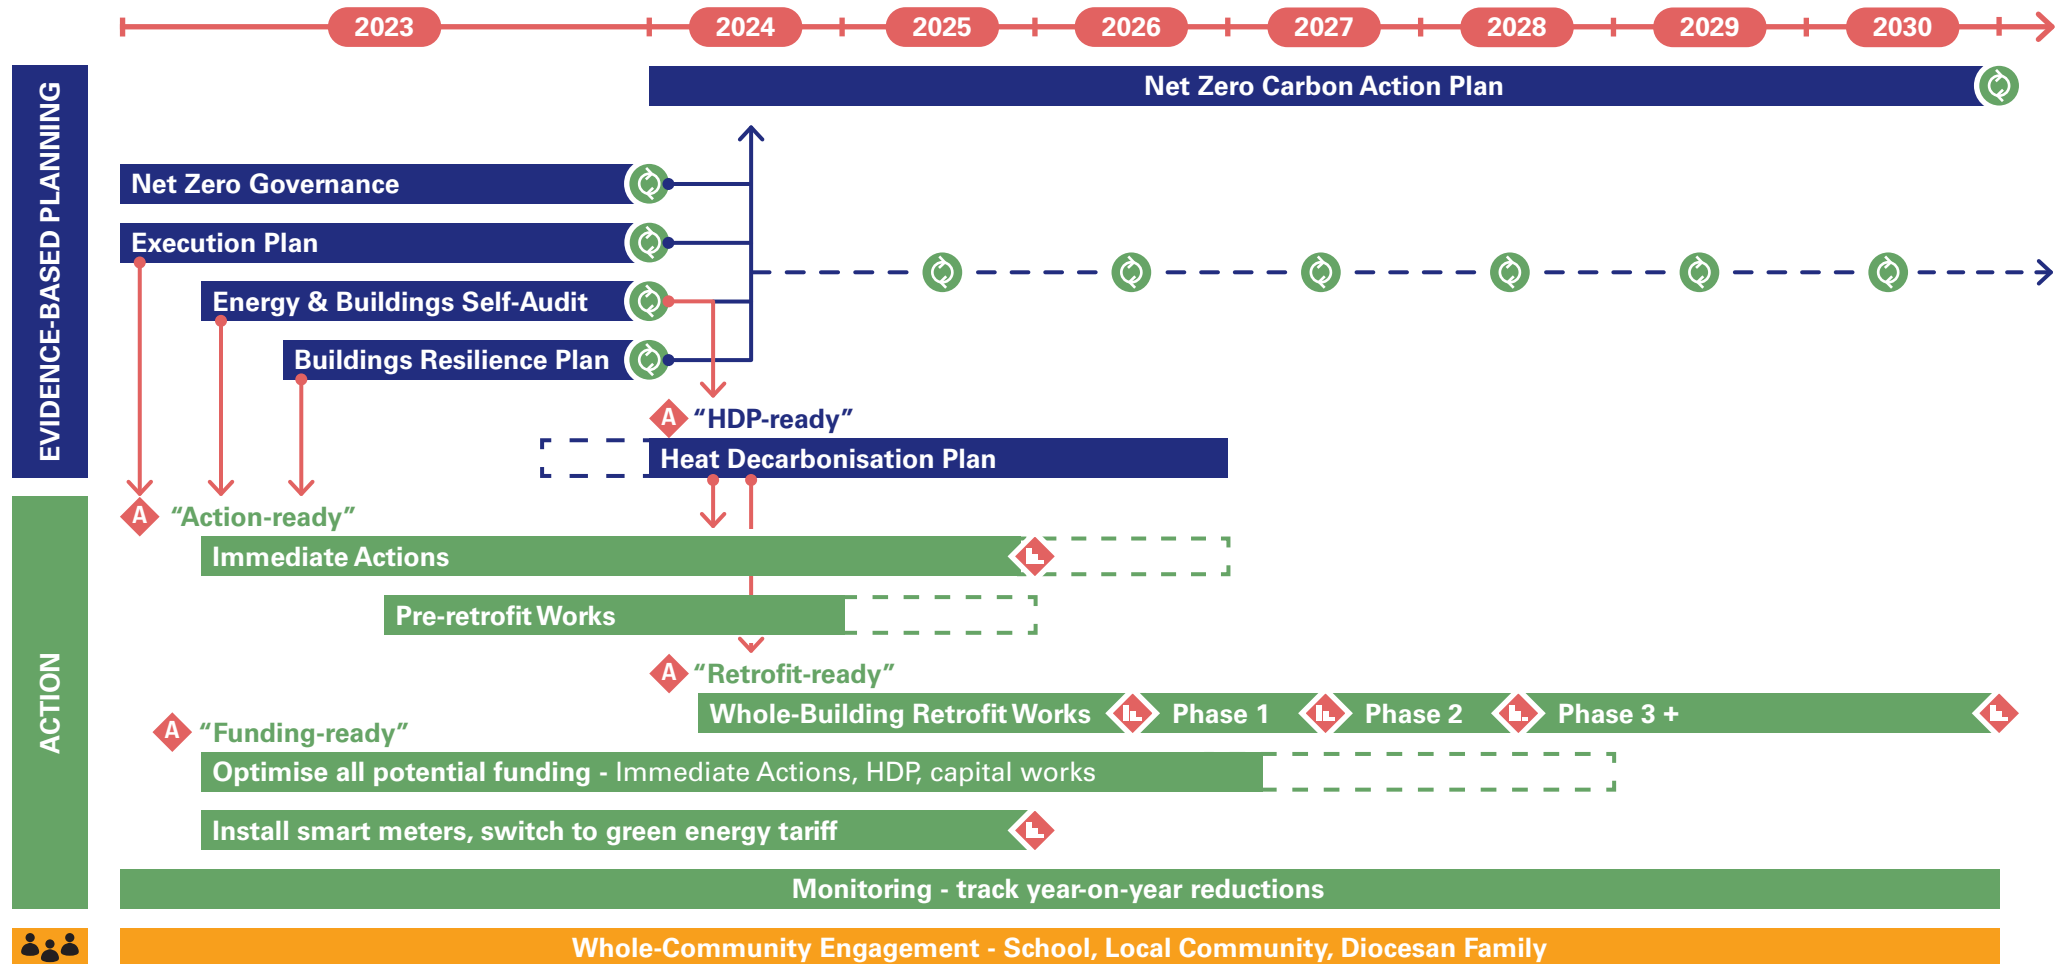 2023 2024 2025 2026 2027 2028 2029 2030
EVIDENCE-BASED PLANNING
Net Zero Carbon Action Plan
Net Zero Governance
Execution Plan
Energy & Buildings Self-Audit
Buildings Resilience Plan
A “HDP-ready”
Heat Decarbonisation Plan
ACTION
A “Action-ready”
Immediate Actions
Pre-retrofit Works
A “Retrofit-ready”
Whole-Building Retrofit Works Phase 1 Phase 2 Phase 3 +
A “Funding-ready”
Optimise all potential funding - Immediate Actions, HDP, capital works
Install smart meters, switch to green energy tariff
Monitoring - track year-on-year reductions
Whole-Community Engagement - School, Local Community, Diocesan Family